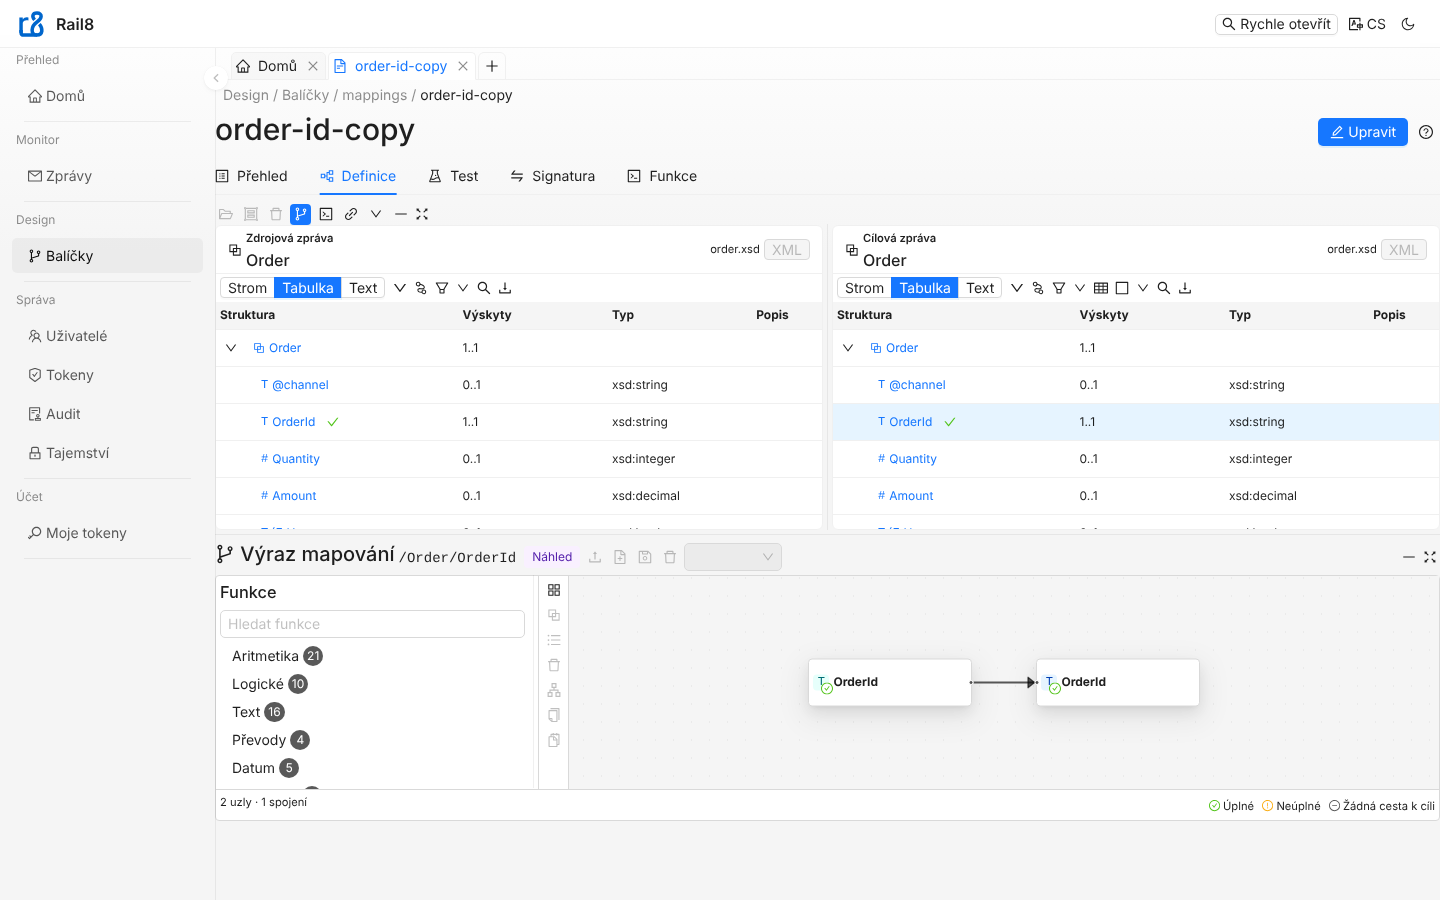 Rail8
Rychle otevřít
CS
Přehled
Domů
Monitor
Zprávy
Design
Balíčky
Správa
Uživatelé
Tokeny
Audit
Tajemství
Účet
Moje tokeny
Domů
order-id-copy
Design / Balíčky / mappings / order-id-copy
order-id-copy
Upravit
Přehled
Definice
Test
Signatura
Funkce
Zdrojová zpráva
Order
order.xsd
XML
Strom Tabulka Text
Struktura Výskyty Typ Popis
Order 1..1
T @channel 0..1 xsd:string
T OrderId 1..1 xsd:string
# Quantity 0..1 xsd:integer
# Amount 0..1 xsd:decimal
Cílová zpráva
Order
order.xsd
XML
Strom Tabulka Text
Struktura Výskyty Typ Popis
Order 1..1
T @channel 0..1 xsd:string
T OrderId 1..1 xsd:string
# Quantity 0..1 xsd:integer
# Amount 0..1 xsd:decimal
Výraz mapování /Order/OrderId Náhled
Funkce
Hledat funkce
Aritmetika 21
Logické 10
Text 16
Převody 4
Datum 5
T OrderId
T OrderId
2 uzly · 1 spojení
Úplné Neúplné Žádná cesta k cíli